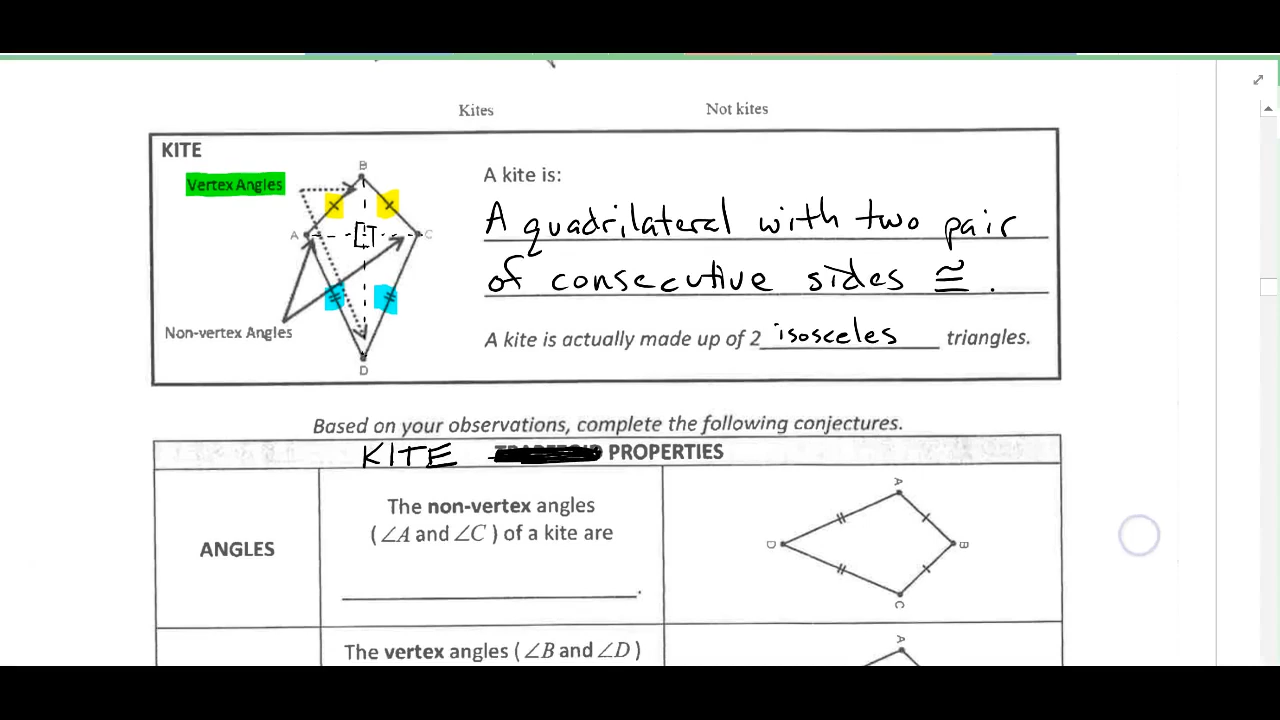 Kites Not kites
KITE
Vertex Angles
B
A
C
Non-vertex Angles
D
A kite is:
A quadrilateral with two pair
of consecutive sides ≅.
A kite is actually made up of 2 isosceles triangles.
Based on your observations, complete the following conjectures.
KITE PROPERTIES
ANGLES
The non-vertex angles
(∠A and ∠C) of a kite are
.
A
D
B
C
The vertex angles (∠B and ∠D)
A